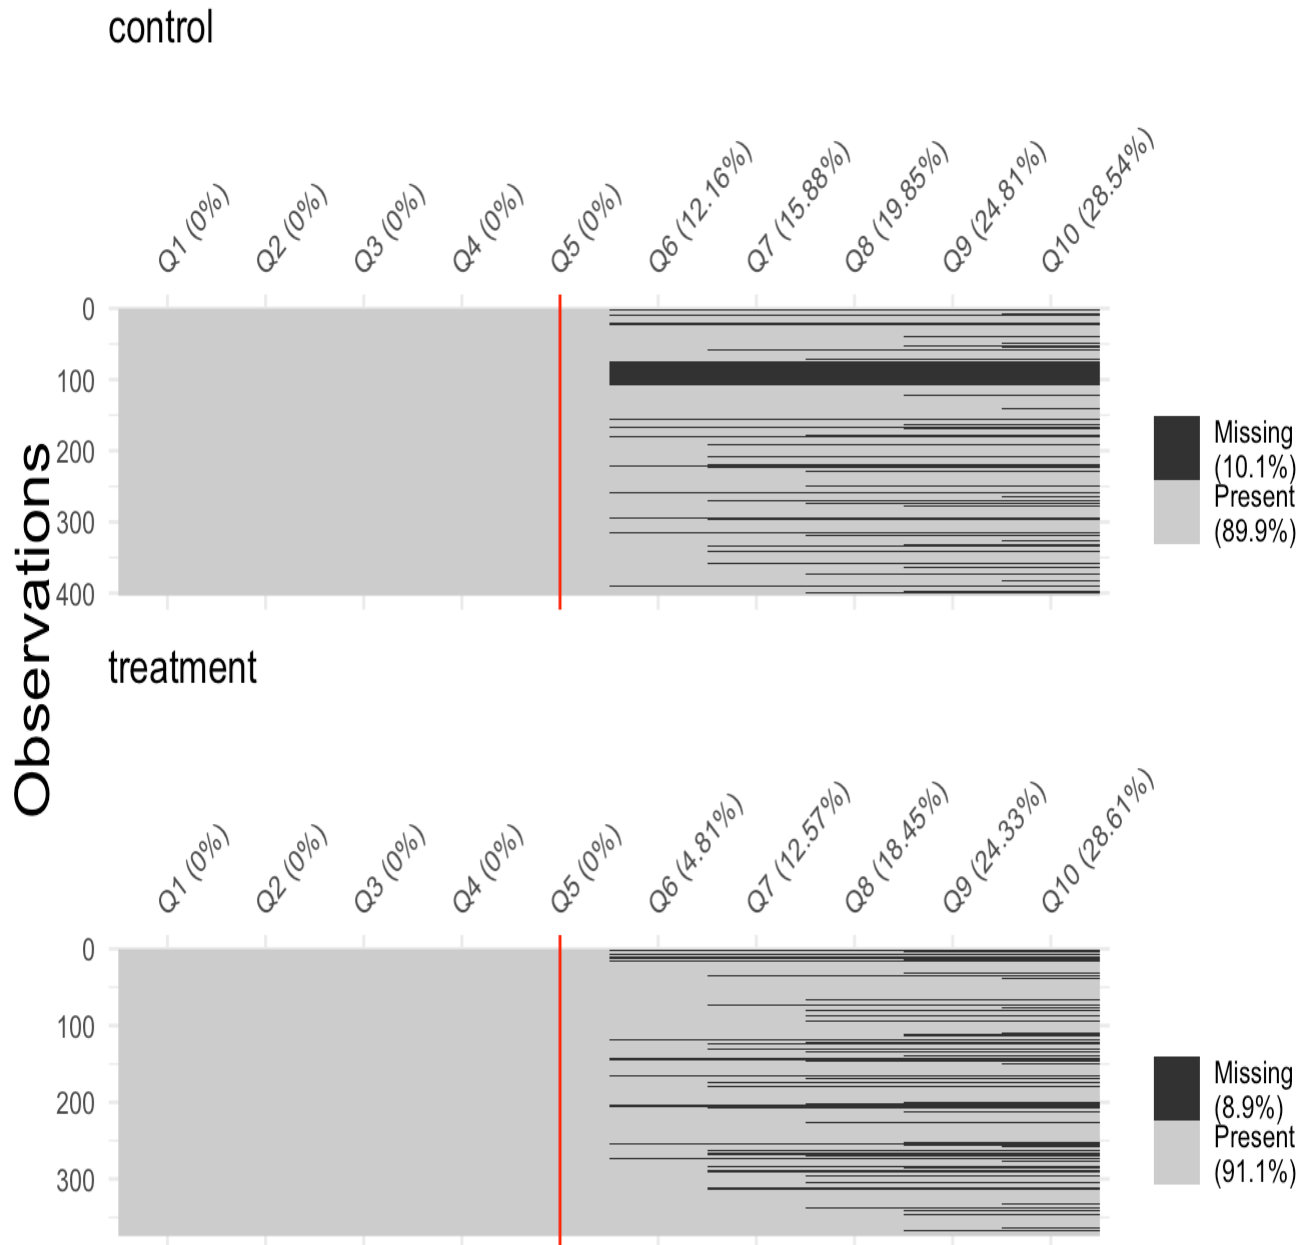 control
Q1 (0%)
Q2 (0%)
Q3 (0%)
Q4 (0%)
Q5 (0%)
Q6 (12.16%)
Q7 (15.88%)
Q8 (19.85%)
Q9 (24.81%)
Q10 (28.54%)
0
100
200
300
400
Missing
(10.1%)
Present
(89.9%)
Observations
treatment
Q1 (0%)
Q2 (0%)
Q3 (0%)
Q4 (0%)
Q5 (0%)
Q6 (4.81%)
Q7 (12.57%)
Q8 (18.45%)
Q9 (24.33%)
Q10 (28.61%)
0
100
200
300
Missing
(8.9%)
Present
(91.1%)